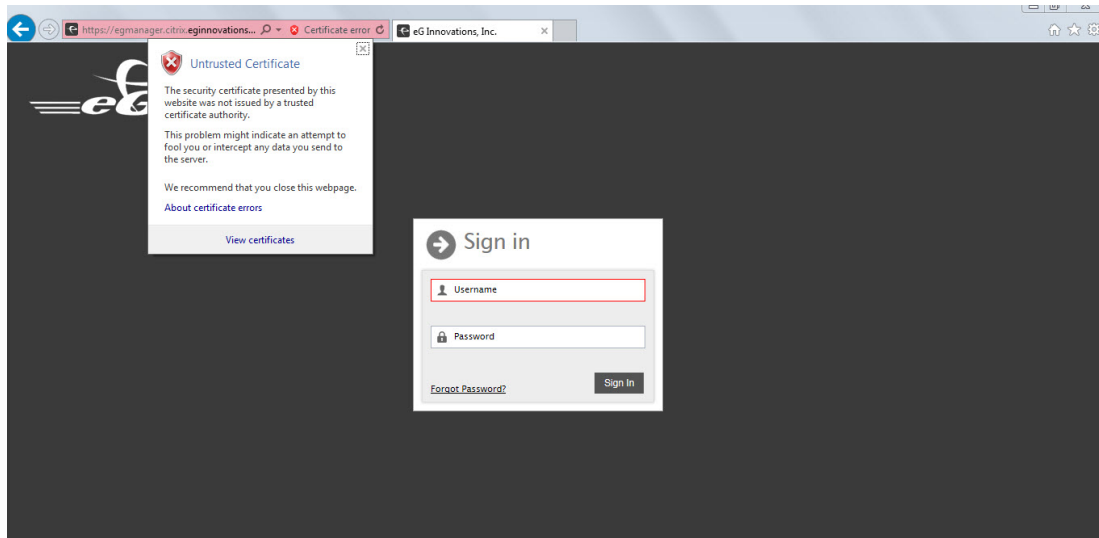 https://egmanager.citrix.eginnovations... Certificate error
eG Innovations, Inc.
eG
Untrusted Certificate
The security certificate presented by this
website was not issued by a trusted
certificate authority.
This problem might indicate an attempt to
fool you or intercept any data you send to
the server.
We recommend that you close this webpage.
About certificate errors
View certificates
Sign in
Username
Password
Forgot Password?
Sign In